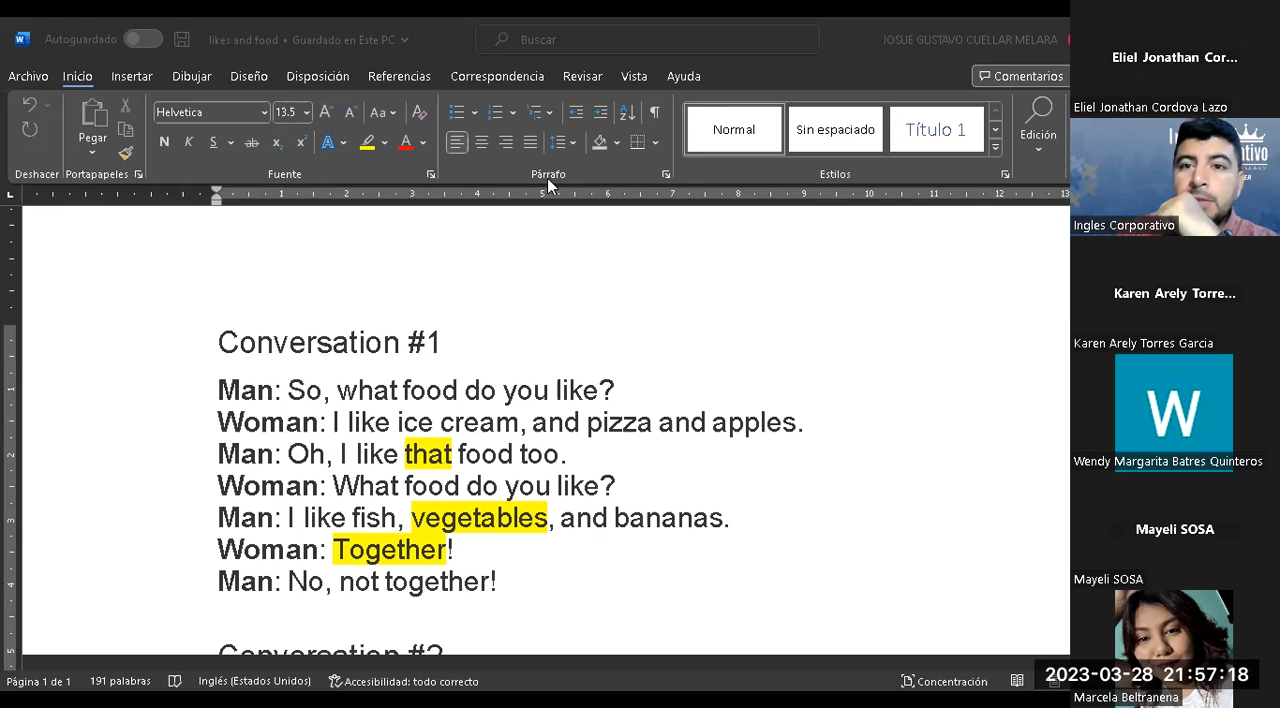 Autoguardado
likes and food • Guardado en Este PC
Buscar
JOSUE GUSTAVO CUELLAR MELARA
Archivo Inicio Insertar Dibujar Diseño Disposición Referencias Correspondencia Revisar Vista Ayuda
Comentarios
Helvetica 13.5
Pegar
Normal
Sin espaciado
Título 1
Edición
Deshacer Portapapeles Fuente Párrafo Estilos
Conversation #1
Man: So, what food do you like?
Woman: I like ice cream, and pizza and apples.
Man: Oh, I like that food too.
Woman: What food do you like?
Man: I like fish, vegetables, and bananas.
Woman: Together!
Man: No, not together!
Conversation #2
Página 1 de 1 191 palabras Inglés (Estados Unidos) Accesibilidad: todo correcto Concentración
Eliel Jonathan Cor...
Eliel Jonathan Cordova Lazo
Ingles Corporativo
Karen Arely Torre...
Karen Arely Torres Garcia
W
Wendy Margarita Batres Quinteros
Mayeli SOSA
Mayeli SOSA
2023-03-28 21:57:18
Marcela Beltranena